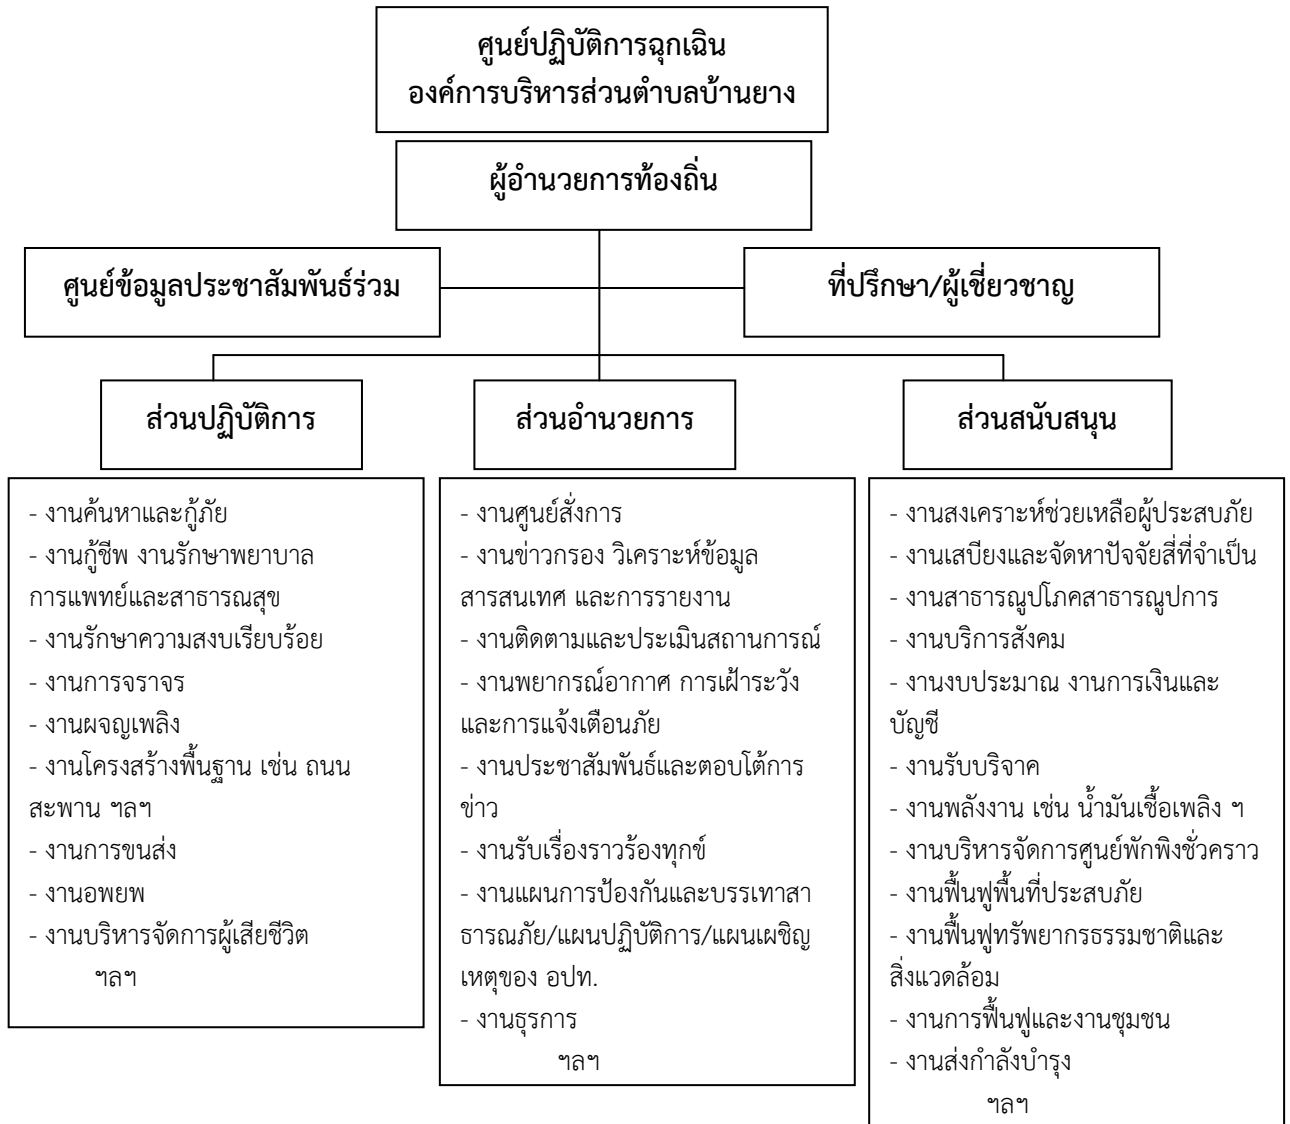 ศูนย์ปฏิบัติการฉุกเฉิน
องค์การบริหารส่วนตำบลบ้านยาง
ผู้อำนวยการท้องถิ่น
ศูนย์ข้อมูลประชาสัมพันธ์ร่วม
ที่ปรึกษา/ผู้เชี่ยวชาญ
ส่วนปฏิบัติการ
- งานค้นหาและกู้ภัย
- งานกู้ชีพ งานรักษาพยาบาล
การแพทย์และสาธารณสุข
- งานรักษาความสงบเรียบร้อย
- งานการจราจร
- งานผจญเพลิง
- งานโครงสร้างพื้นฐาน เช่น ถนน
สะพาน ฯลฯ
- งานการขนส่ง
- งานอพยพ
- งานบริหารจัดการผู้เสียชีวิต
ฯลฯ
ส่วนอำนวยการ
- งานศูนย์สั่งการ
- งานข่าวกรอง วิเคราะห์ข้อมูล
สารสนเทศ และการรายงาน
- งานติดตามและประเมินสถานการณ์
- งานพยากรณ์อากาศ การเฝ้าระวัง
และการแจ้งเตือนภัย
- งานประชาสัมพันธ์และตอบโต้การ
ข่าว
- งานรับเรื่องราวร้องทุกข์
- งานแผนการป้องกันและบรรเทาสา
ธารณภัย/แผนปฏิบัติการ/แผนเผชิญ
เหตุของ อปท.
- งานธุรการ
ฯลฯ
ส่วนสนับสนุน
- งานสงเคราะห์ช่วยเหลือผู้ประสบภัย
- งานเสบียงและจัดหาปัจจัยสี่ที่จำเป็น
- งานสาธารณูปโภคสาธารณูปการ
- งานบริการสังคม
- งานงบประมาณ งานการเงินและ
บัญชี
- งานรับบริจาค
- งานพลังงาน เช่น น้ำมันเชื้อเพลิง ฯ
- งานบริหารจัดการศูนย์พักพิงชั่วคราว
- งานฟื้นฟูพื้นที่ประสบภัย
- งานฟื้นฟูทรัพยากรธรรมชาติและ
สิ่งแวดล้อม
- งานการฟื้นฟูและงานชุมชน
- งานส่งกำลังบำรุง
ฯลฯ